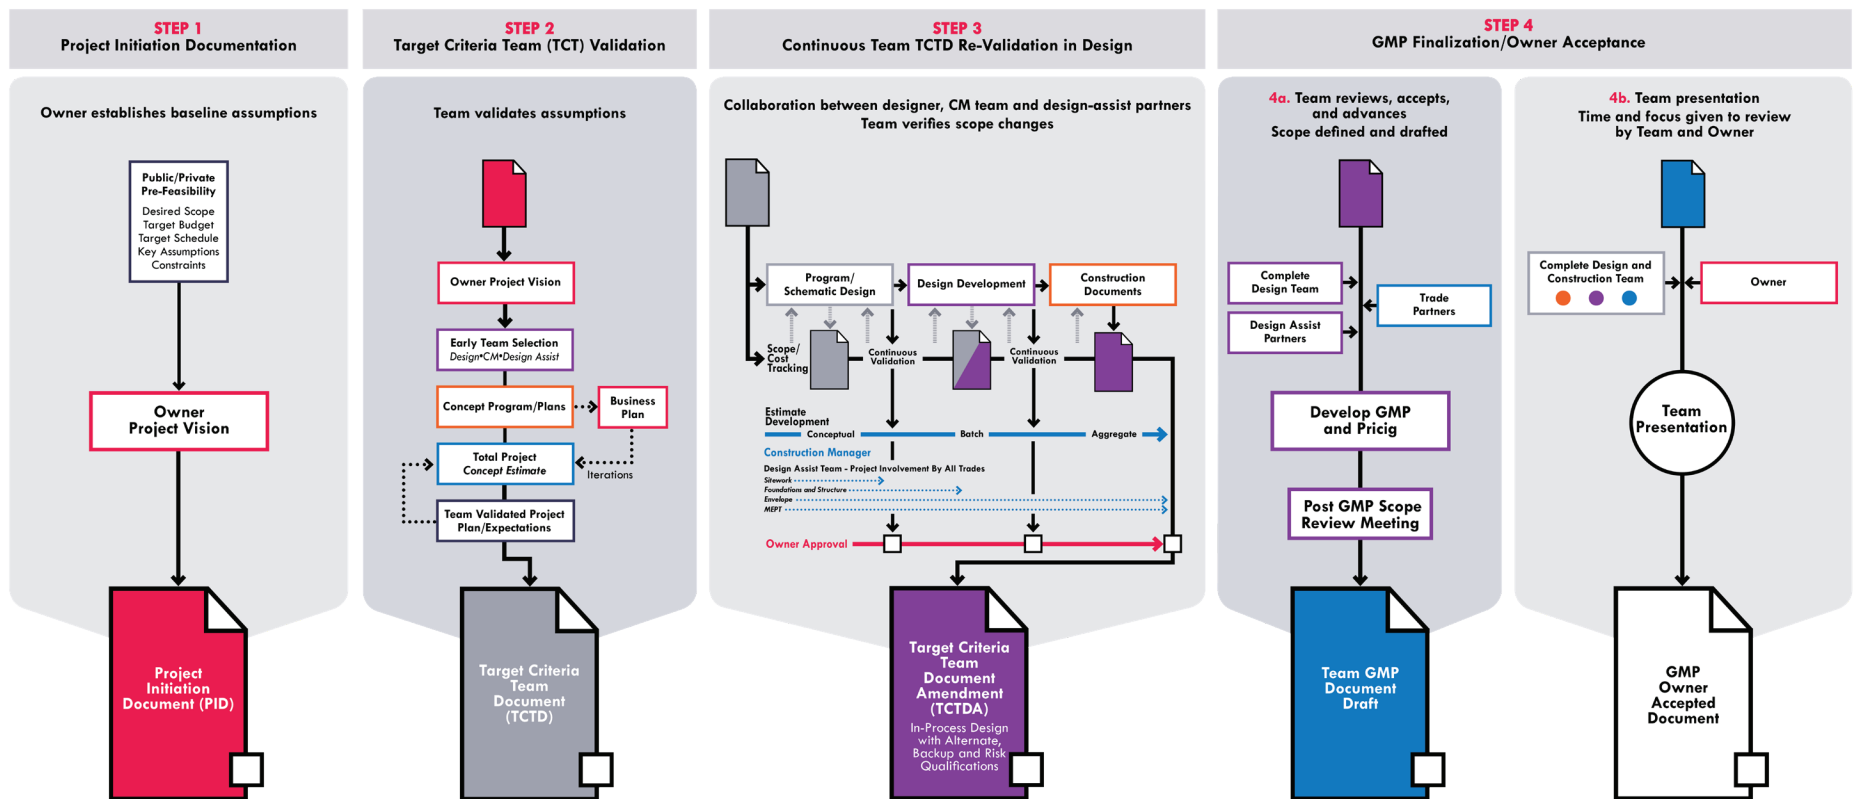 STEP 1
Project Initiation Documentation
Owner establishes baseline assumptions
Public/Private
Pre-Feasibility
Desired Scope
Target Budget
Target Schedule
Key Assumptions
Constraints
Owner
Project Vision
Project
Initiation
Document (PID)
STEP 2
Target Criteria Team (TCT) Validation
Team validates assumptions
Owner Project Vision
Early Team Selection
Design•CM•Design Assist
Concept Program/Plans
Business
Plan
Total Project
Concept Estimate
Iterations
Team Validated Project
Plan/Expectations
Target Criteria
Team
Document
(TCTD)
STEP 3
Continuous Team TCTD Re-Validation in Design
Collaboration between designer, CM team and design-assist partners
Team verifies scope changes
Program/
Schematic Design
Design Development
Construction
Documents
Scope/
Cost
Tracking
Continuous
Validation
Continuous
Validation
Estimate
Development
Conceptual
Batch
Aggregate
Construction Manager
Design Assist Team - Project Involvement By All Trades
Sitework
Foundations and Structure
Envelope
MEPT
Owner Approval
Target Criteria
Team
Document
Amendment
(TCTDA)
In-Process Design
with Alternate,
Backup and Risk
Qualifications
STEP 4
GMP Finalization/Owner Acceptance
4a. Team reviews, accepts,
and advances
Scope defined and drafted
Complete
Design Team
Trade
Partners
Design Assist
Partners
Develop GMP
and Pricig
Post GMP Scope
Review Meeting
Team GMP
Document
Draft
4b. Team presentation
Time and focus given to review
by Team and Owner
Complete Design and
Construction Team
Owner
Team
Presentation
GMP
Owner
Accepted
Document